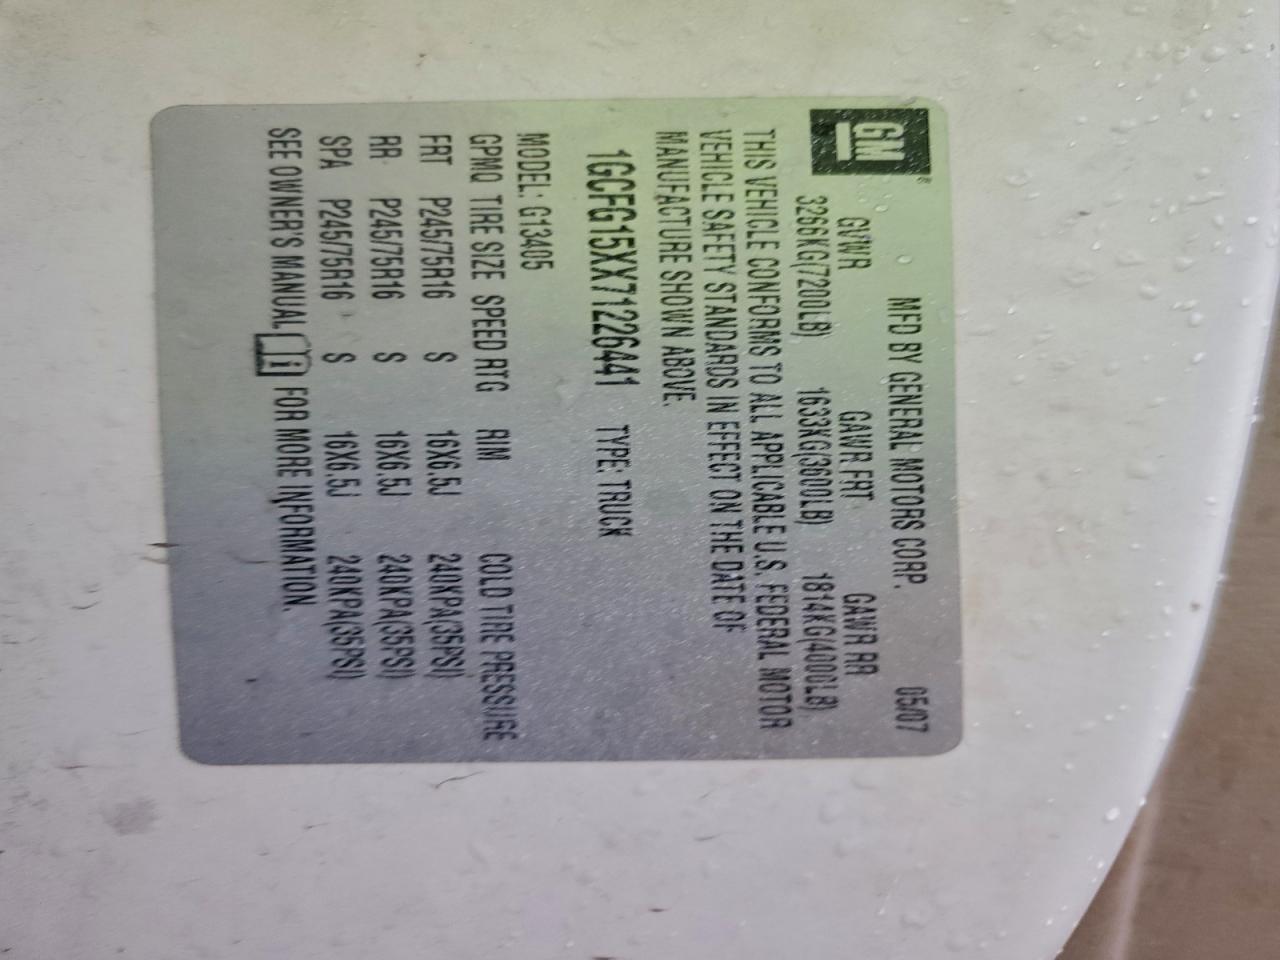 GM
MFD BY GENERAL MOTORS CORP. 05/07
GVWR GAWR FRT GAWR RR
3266KG(7200LB) 1633KG(3600LB) 1814KG(4000LB)
THIS VEHICLE CONFORMS TO ALL APPLICABLE U.S. FEDERAL MOTOR
VEHICLE SAFETY STANDARDS IN EFFECT ON THE DATE OF
MANUFACTURE SHOWN ABOVE.
1GCFG15XX71226441 TYPE: TRUCK
MODEL: G13405
GPMQ TIRE SIZE SPEED RTG RIM COLD TIRE PRESSURE
FRT P245/75R16 S 16X6.5J 240KPA(35PSI)
RR P245/75R16 S 16X6.5J 240KPA(35PSI)
SPA P245/75R16 S 16X6.5J 240KPA(35PSI)
SEE OWNER'S MANUAL FOR MORE INFORMATION.